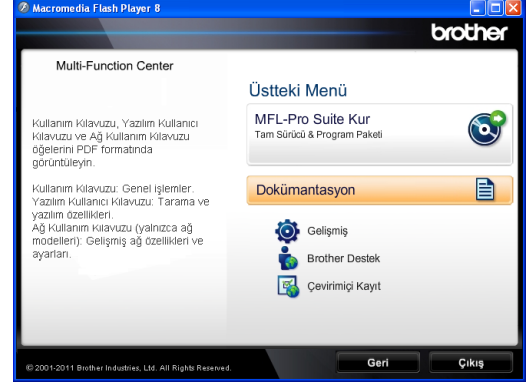 Macromedia Flash Player 8
brother
Multi-Function Center
Kullanım Kılavuzu, Yazılım Kullanıcı
Kılavuzu ve Ağ Kullanım Kılavuzu
öğelerini PDF formatında
görüntüleyin.
Kullanım Kılavuzu: Genel işlemler.
Yazılım Kullanıcı Kılavuzu: Tarama ve
yazılım özellikleri.
Ağ Kullanım Kılavuzu (yalnızca ağ
modelleri): Gelişmiş ağ özellikleri ve
ayarları.
Üstteki Menü
MFL-Pro Suite Kur
Tam Sürücü & Program Paketi
Dokümantasyon
Gelişmiş
Brother Destek
Çevirimiçi Kayıt
© 2001-2011 Brother Industries, Ltd. All Rights Reserved.
Geri
Çıkış